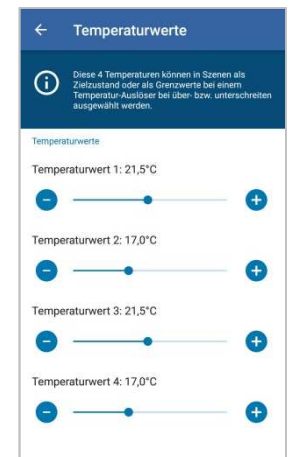 Temperaturwerte
Diese 4 Temperaturen können in Szenen als
Zielzustand oder als Grenzwerte bei einem
Temperatur-Auslöser bei über- bzw. unterschreiten
ausgewählt werden.
Temperaturwerte
Temperaturwert 1: 21,5°C
Temperaturwert 2: 17,0°C
Temperaturwert 3: 21,5°C
Temperaturwert 4: 17,0°C